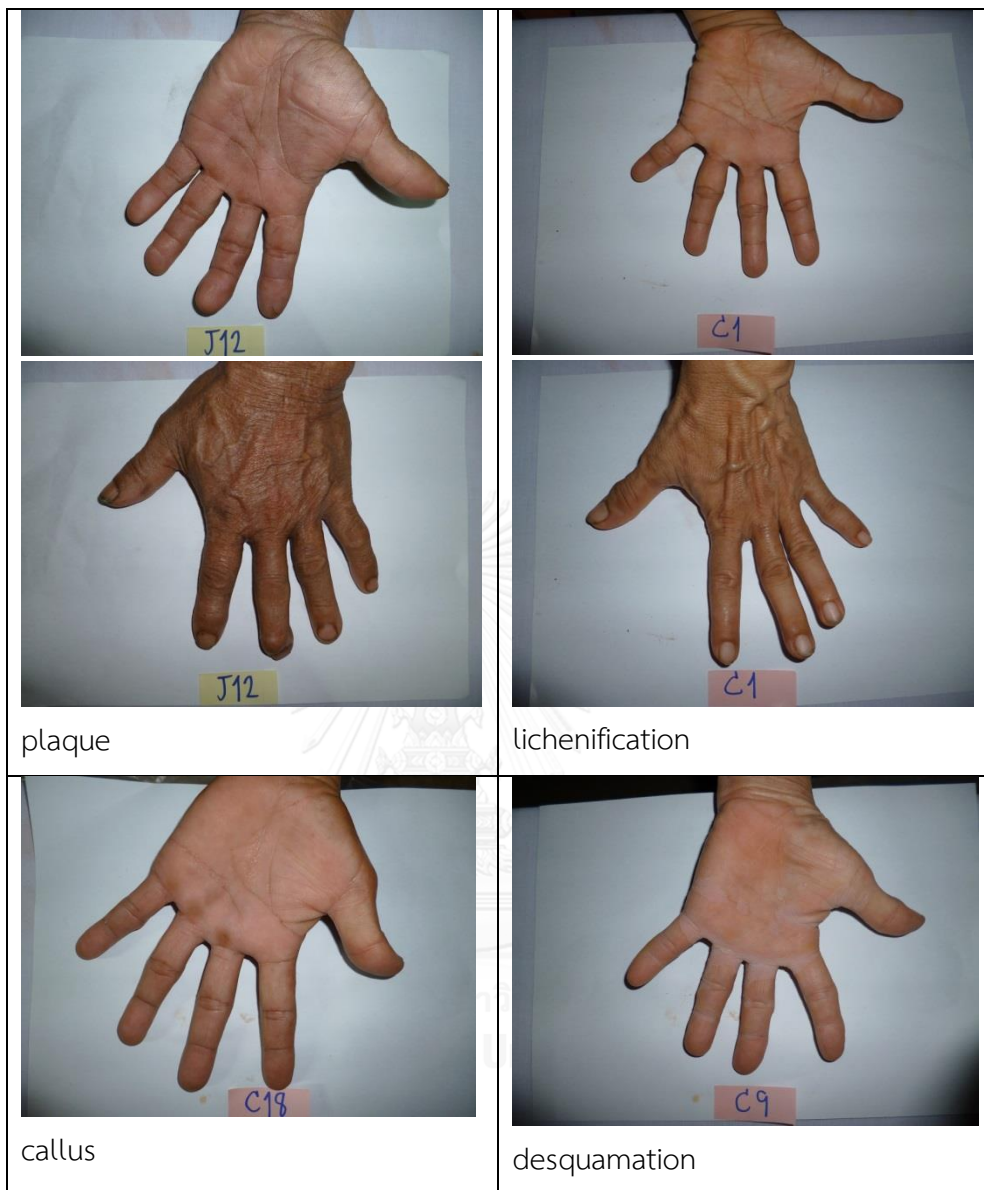 J12
C1
J12
C1
plaque
lichenification
C18
C9
callus
desquamation